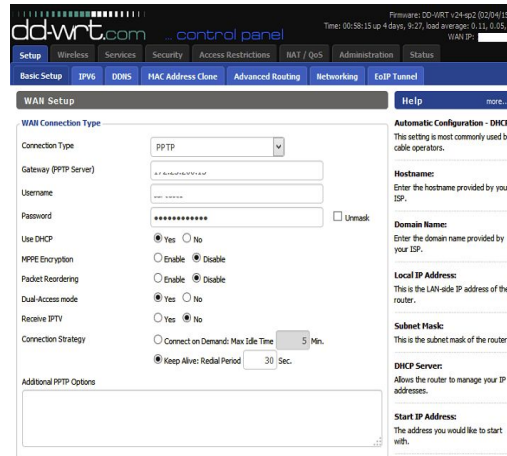 Firmware: DD-WRT v24-sp2 (02/04/15
dd-wrt.com ... control panel
Time: 00:58:15 up 4 days, 9:27, load average: 0.11, 0.05,
WAN IP:
Setup Wireless Services Security Access Restrictions NAT / QoS Administration Status
Basic Setup IPV6 DDNS MAC Address Clone Advanced Routing Networking EoIP Tunnel
WAN Setup
WAN Connection Type
Connection Type PPTP
Gateway (PPTP Server)
Username
Password Unmask
Use DHCP Yes No
MPPE Encryption Enable Disable
Packet Reordering Enable Disable
Dual-Access mode Yes No
Receive IPTV Yes No
Connection Strategy Connect on Demand: Max Idle Time 5 Min.
Keep Alive: Redial Period 30 Sec.
Additional PPTP Options
Help more...
Automatic Configuration - DHCP
This setting is most commonly used b
cable operators.
Hostname:
Enter the hostname provided by you
ISP.
Domain Name:
Enter the domain name provided by
your ISP.
Local IP Address:
This is the LAN-side IP address of the
router.
Subnet Mask:
This is the subnet mask of the router
DHCP Server:
Allows the router to manage your IP
addresses.
Start IP Address:
The address you would like to start
with.